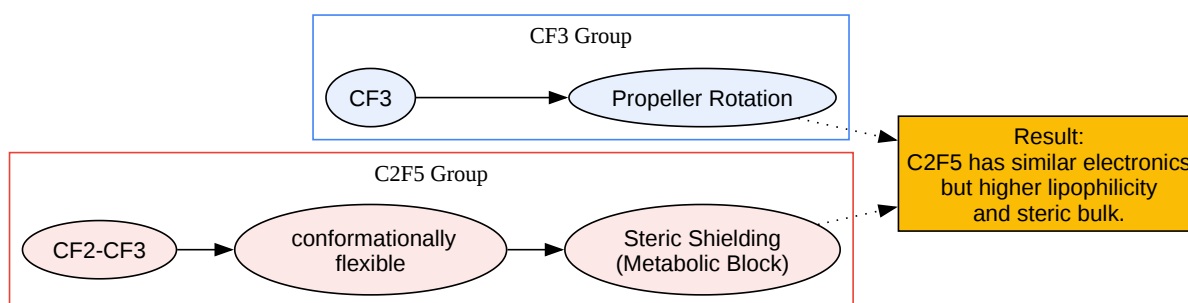 CF3 Group
CF3
Propeller Rotation
C2F5 Group
CF2-CF3
conformationally
flexible
Steric Shielding
(Metabolic Block)
Result:
C2F5 has similar electronics
but higher lipophilicity
and steric bulk.